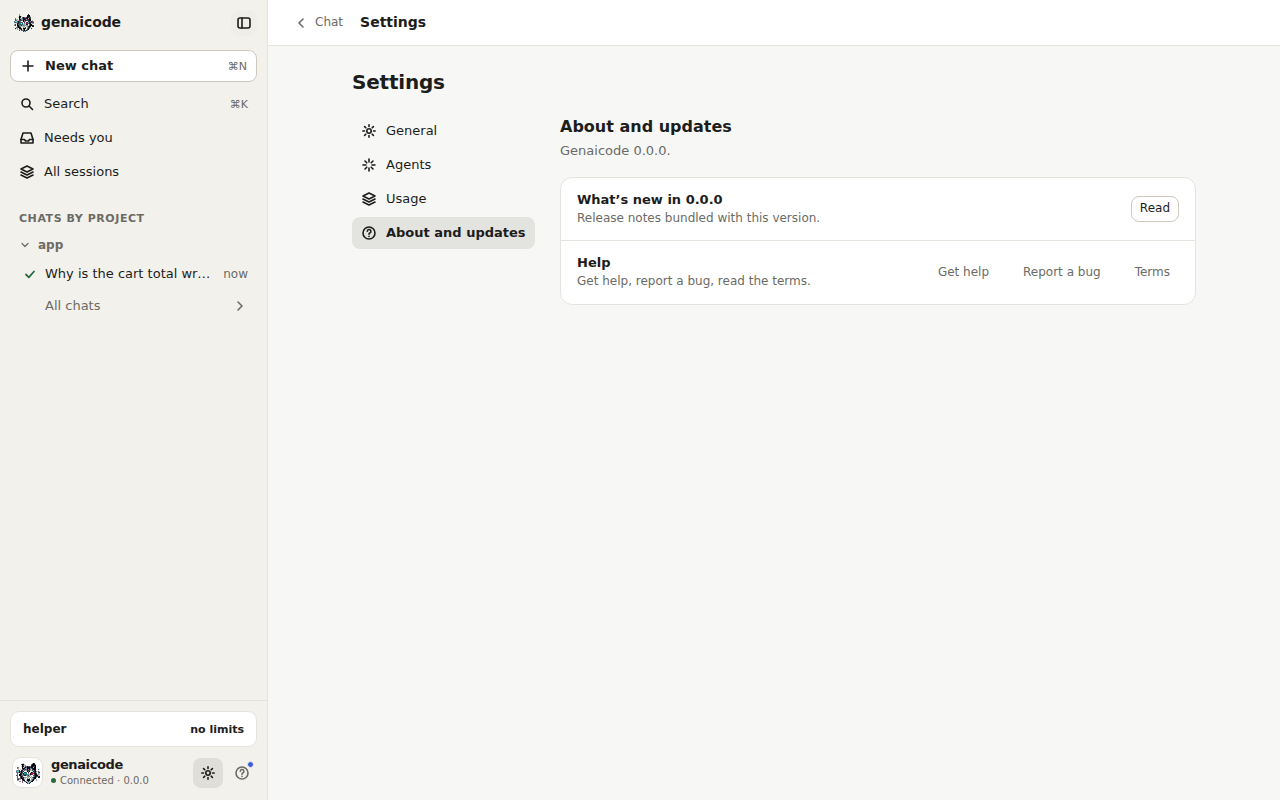 genaicode
New chat ⌘N
Search ⌘K
Needs you
All sessions
CHATS BY PROJECT
app
Why is the cart total wr... now
All chats
helper no limits
genaicode
Connected · 0.0.0
Chat Settings
Settings
General
Agents
Usage
About and updates
About and updates
Genaicode 0.0.0.
What’s new in 0.0.0
Release notes bundled with this version.
Read
Help
Get help, report a bug, read the terms.
Get help Report a bug Terms